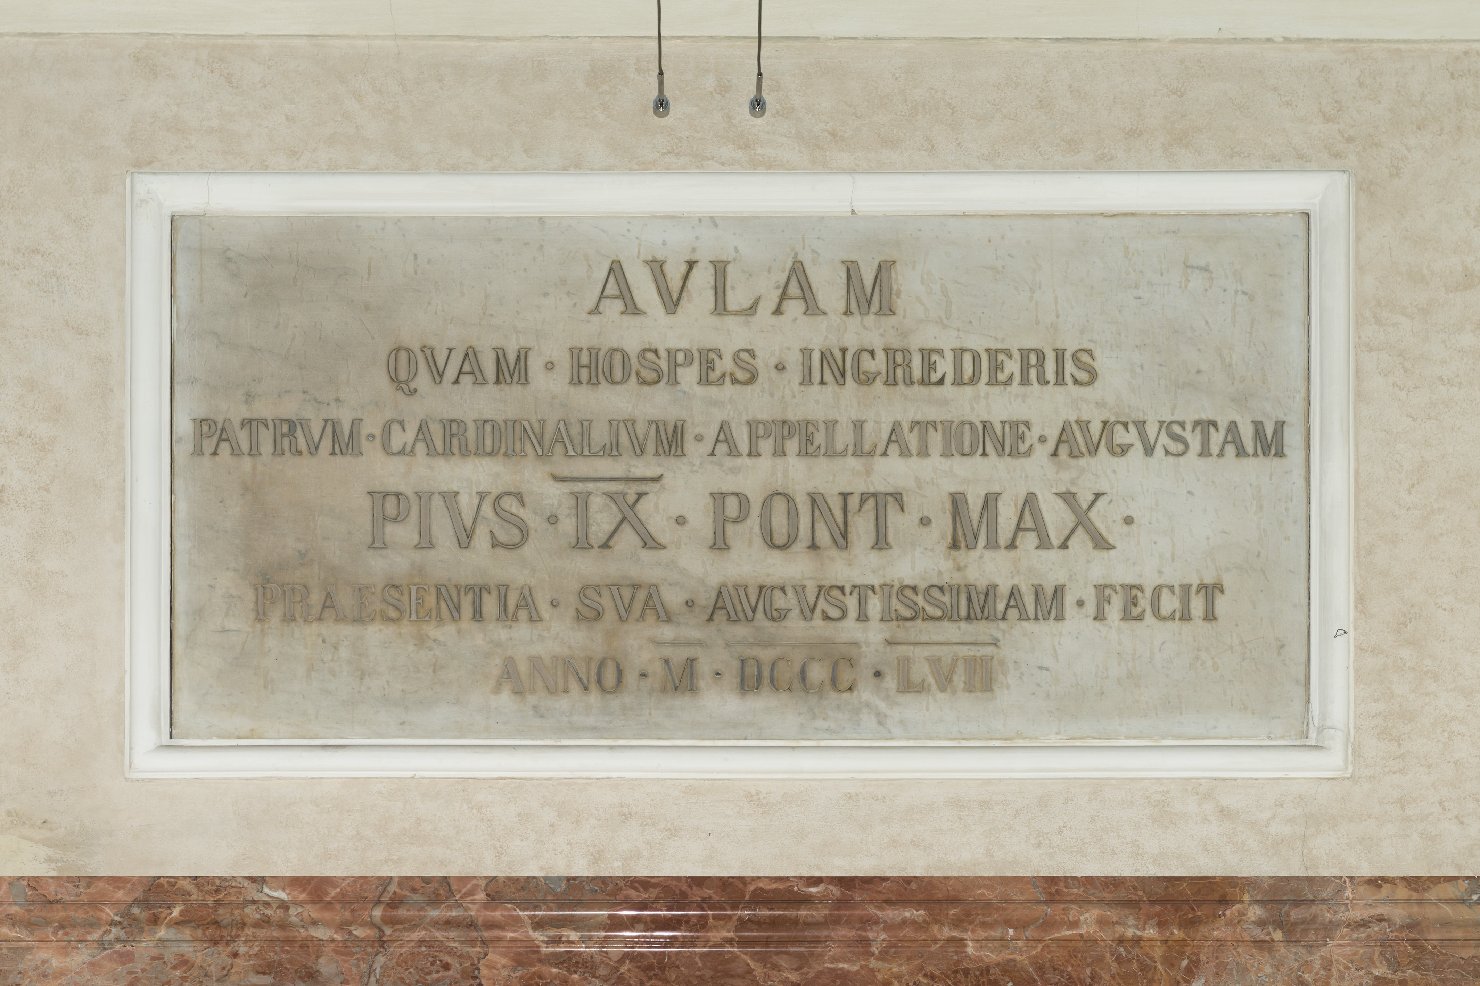 AVLAM
QVAM · HOSPES · INGREDERIS
PATRVM · CARDINALIVM · APPELLATIONE · AVGVSTAM
PIVS · IX · PONT · MAX ·
PRAESENTIA · SVA · AVGVSTISSIMAM · FECIT
ANNO · M · DCCC · LVII